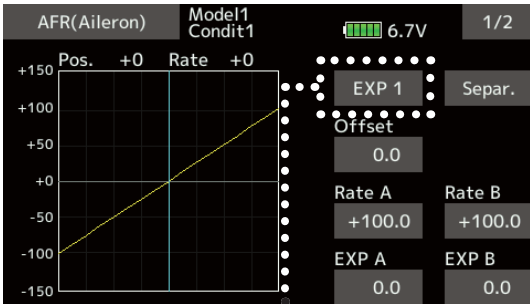 AFR(Aileron)
Model1
Condit1
6.7V
1/2
Pos. +0 Rate +0
+150
+100
+50
+0
-50
-100
-150
EXP 1
Separ.
Offset
0.0
Rate A Rate B
+100.0 +100.0
EXP A EXP B
0.0 0.0